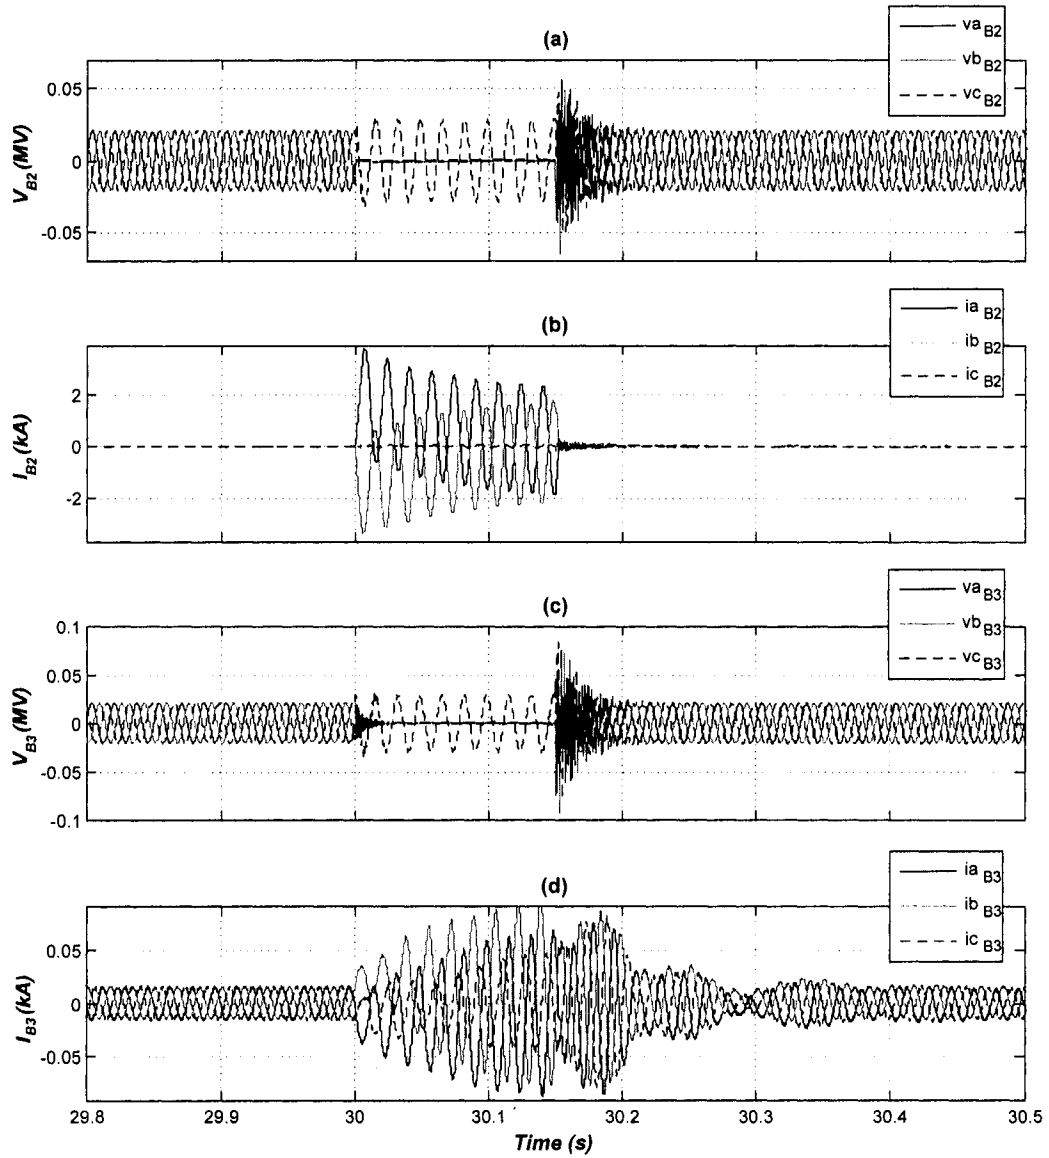 (a)
va B2
vb B2
vc B2
V B2 (MV)
0.05
0
-0.05
(b)
ia B2
ib B2
ic B2
I B2 (kA)
2
0
-2
(c)
va B3
vb B3
vc B3
V B3 (MV)
0.1
0.05
0
-0.05
-0.1
(d)
ia B3
ib B3
ic B3
I B3 (kA)
0.05
0
-0.05
29.8 29.9 30 30.1 30.2 30.3 30.4 30.5
Time (s)